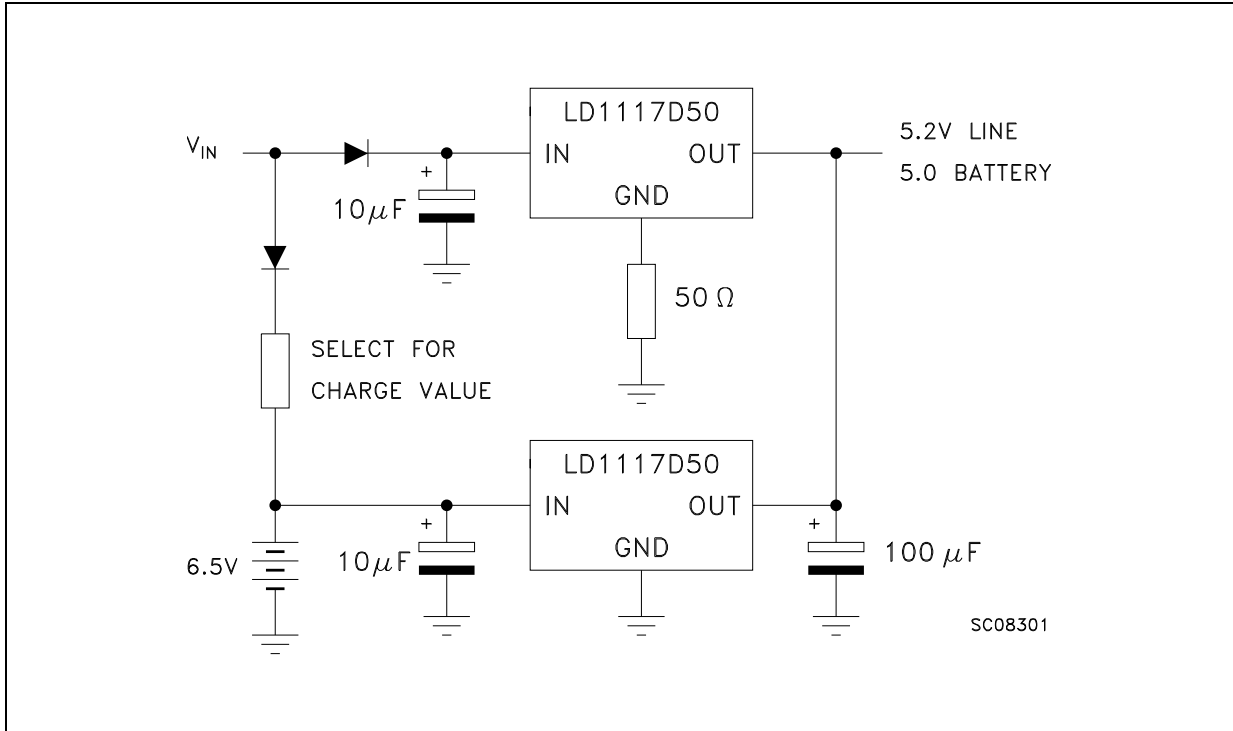 LD1117D50
V_IN
IN
OUT
5.2V LINE
5.0 BATTERY
+
10μF
GND
50 Ω
SELECT FOR
CHARGE VALUE
LD1117D50
IN
OUT
+
+
6.5V
10μF
GND
100 μF
SC08301